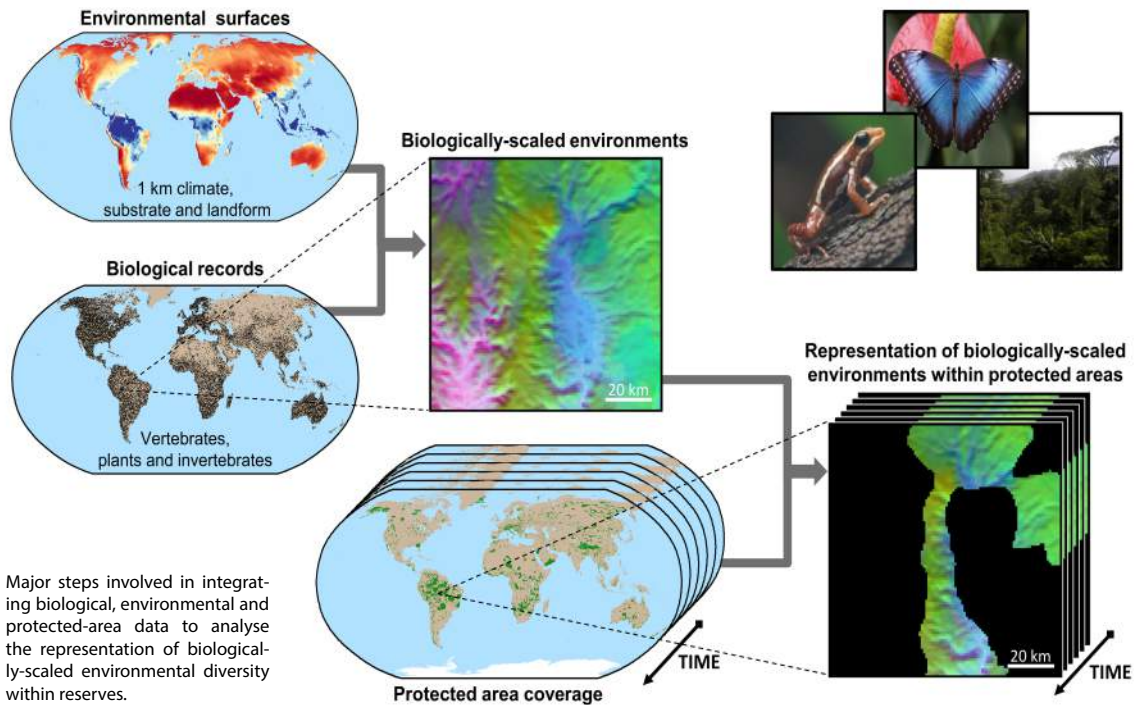 Environmental surfaces
1 km climate,
substrate and landform
Biological records
Vertebrates,
plants and invertebrates
Biologically-scaled environments
20 km
Representation of biologically-scaled
environments within protected areas
20 km
TIME
Protected area coverage
TIME
Major steps involved in integrat-
ing biological, environmental and
protected-area data to analyse
the representation of biological-
ly-scaled environmental diversity
within reserves.